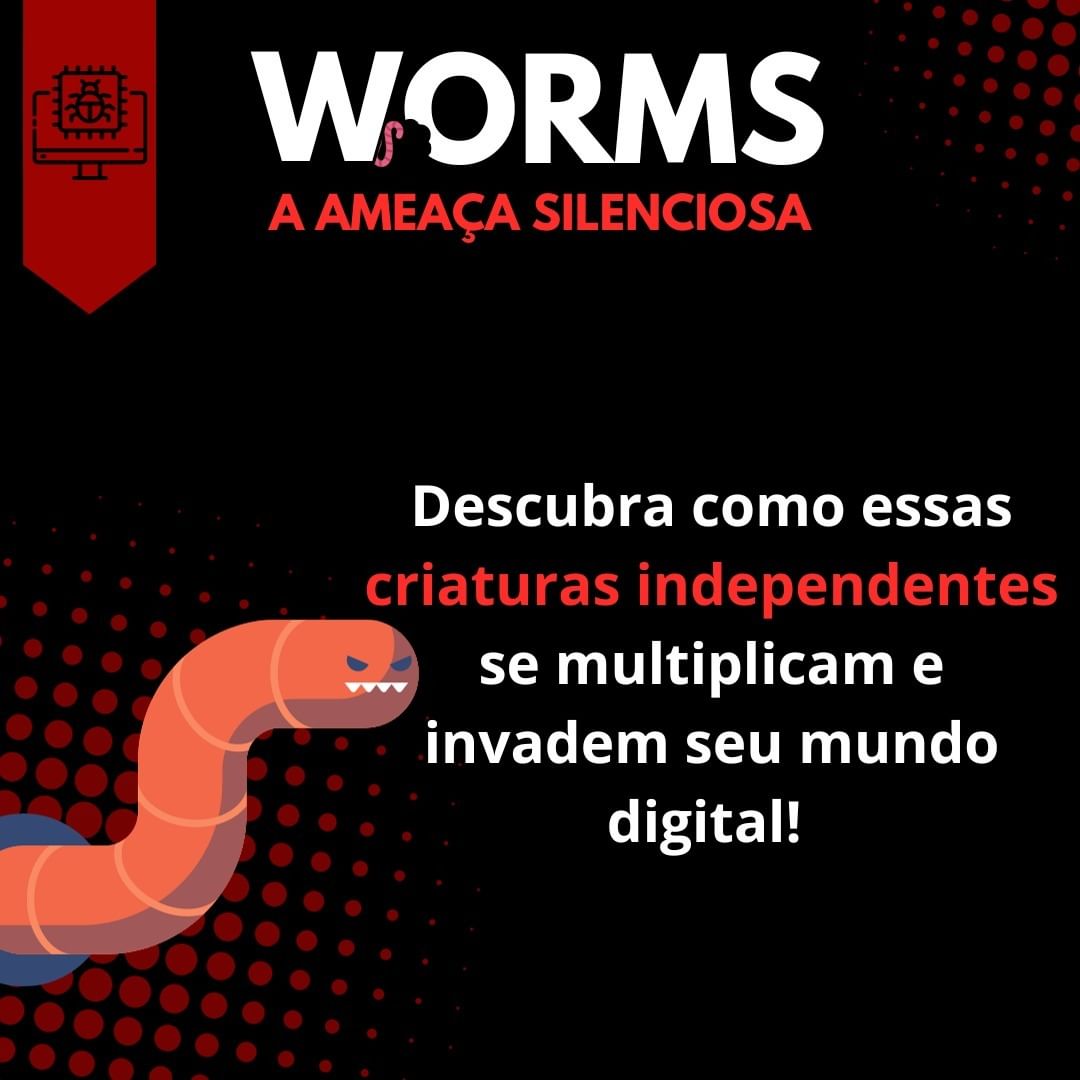 WORMS
A AMEAÇA SILENCIOSA
Descubra como essas
criaturas independentes
se multiplicam e
invadem seu mundo
digital!